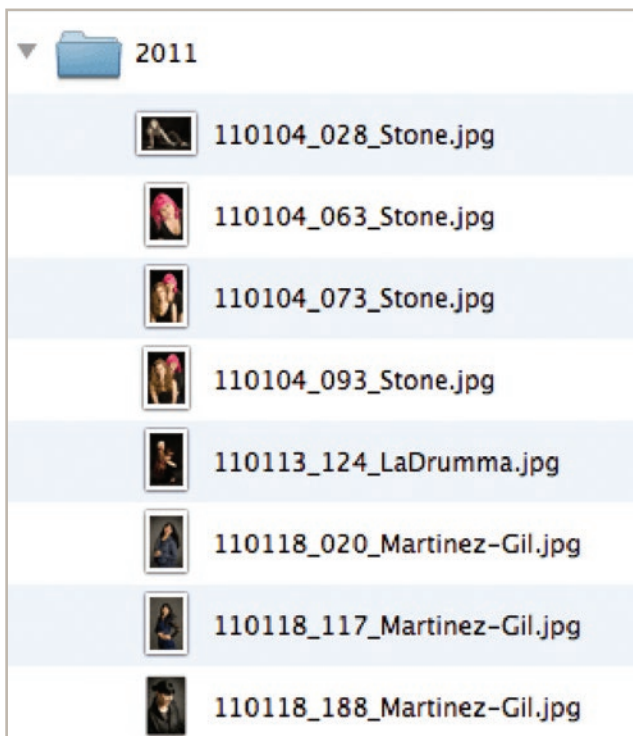 2011
110104_028_Stone.jpg
110104_063_Stone.jpg
110104_073_Stone.jpg
110104_093_Stone.jpg
110113_124_LaDrumma.jpg
110118_020_Martinez-Gil.jpg
110118_117_Martinez-Gil.jpg
110118_188_Martinez-Gil.jpg